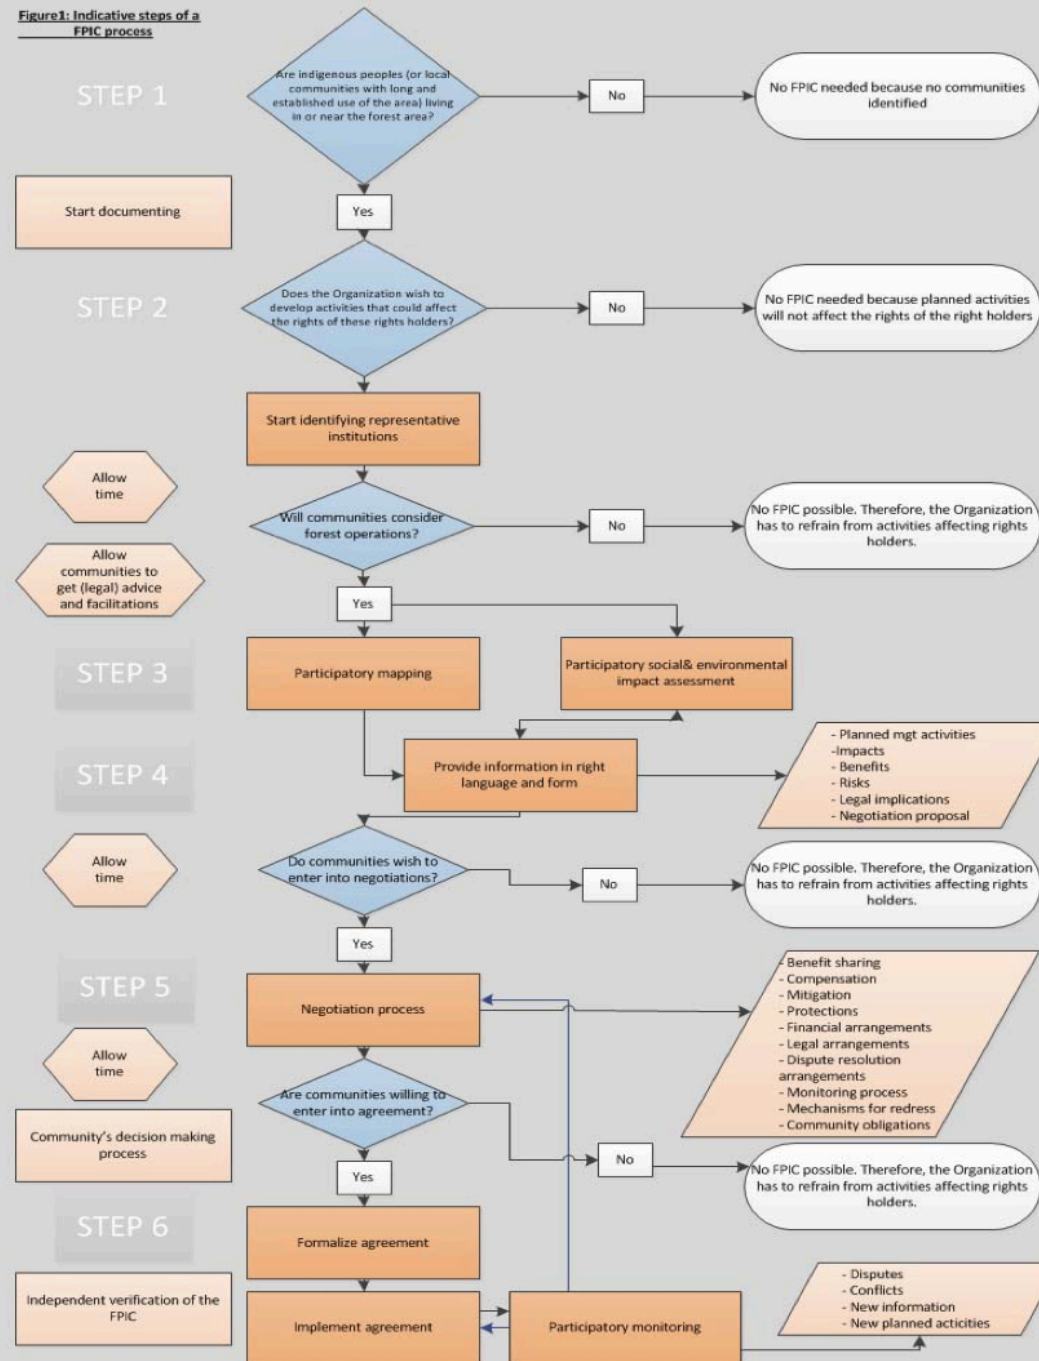 Figure1: Indicative steps of a
FPIC process
STEP 1
Are indigenous peoples (or local
communities with long and
established use of the area) living
in or near the forest area?
No
No FPIC needed because no communities
identified
Start documenting
Yes
STEP 2
Does the Organization wish to
develop activities that could affect
the rights of these rights holders?
No
No FPIC needed because planned activities
will not affect the rights of the right holders
Start identifying representative
institutions
Allow
time
Will communities consider
forest operations?
No
No FPIC possible. Therefore, the Organization
has to refrain from activities affecting rights
holders.
Allow
communities to
get (legal) advice
and facilitations
Yes
STEP 3
Participatory mapping
Participatory social& environmental
impact assessment
STEP 4
Provide information in right
language and form
- Planned mgt activities
-Impacts
- Benefits
- Risks
- Legal implications
- Negotiation proposal
Allow
time
Do communities wish to
enter into negotiations?
No
No FPIC possible. Therefore, the Organization
has to refrain from activities affecting rights
holders.
Yes
STEP 5
Negotiation process
- Benefit sharing
- Compensation
- Mitigation
- Protections
- Financial arrangements
- Legal arrangements
- Dispute resolution
arrangements
- Monitoring process
- Mechanisms for redress
- Community obligations
Allow
time
Are communities willing to
enter into agreement?
Community's decision making
process
No
No FPIC possible. Therefore, the Organization
has to refrain from activities affecting rights
holders.
Yes
STEP 6
Formalize agreement
Independent verification of the
FPIC
Implement agreement
Participatory monitoring
- Disputes
- Conflicts
- New information
- New planned acticities